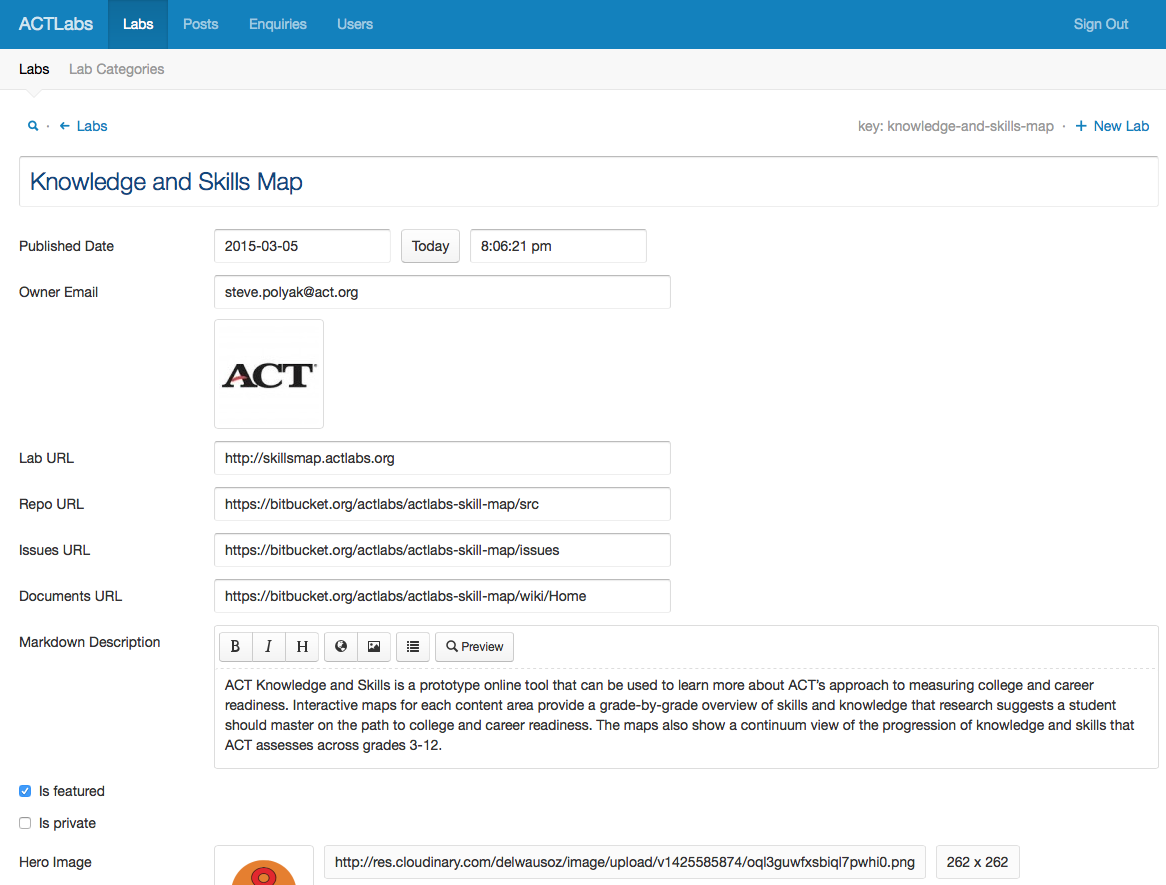 ACTLabs Labs Posts Enquiries Users Sign Out
Labs Lab Categories
· ← Labs key: knowledge-and-skills-map · + New Lab
Knowledge and Skills Map
Published Date 2015-03-05 Today 8:06:21 pm
Owner Email steve.polyak@act.org
ACT
Lab URL http://skillsmap.actlabs.org
Repo URL https://bitbucket.org/actlabs/actlabs-skill-map/src
Issues URL https://bitbucket.org/actlabs/actlabs-skill-map/issues
Documents URL https://bitbucket.org/actlabs/actlabs-skill-map/wiki/Home
Markdown Description B I H Preview
ACT Knowledge and Skills is a prototype online tool that can be used to learn more about ACT's approach to measuring college and career
readiness. Interactive maps for each content area provide a grade-by-grade overview of skills and knowledge that research suggests a student
should master on the path to college and career readiness. The maps also show a continuum view of the progression of knowledge and skills that
ACT assesses across grades 3-12.
Is featured
Is private
Hero Image http://res.cloudinary.com/delwausoz/image/upload/v1425585874/oql3guwfxsbiql7pwhi0.png 262 x 262